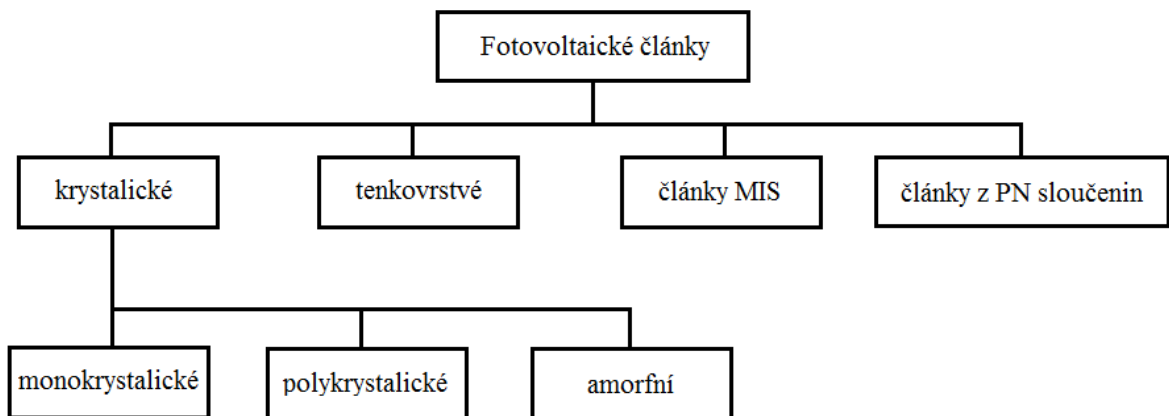 Fotovoltaické články
krystalické
tenkovrstvé
články MIS
články z PN sloučenin
monokrystalické
polykrystalické
amorfní